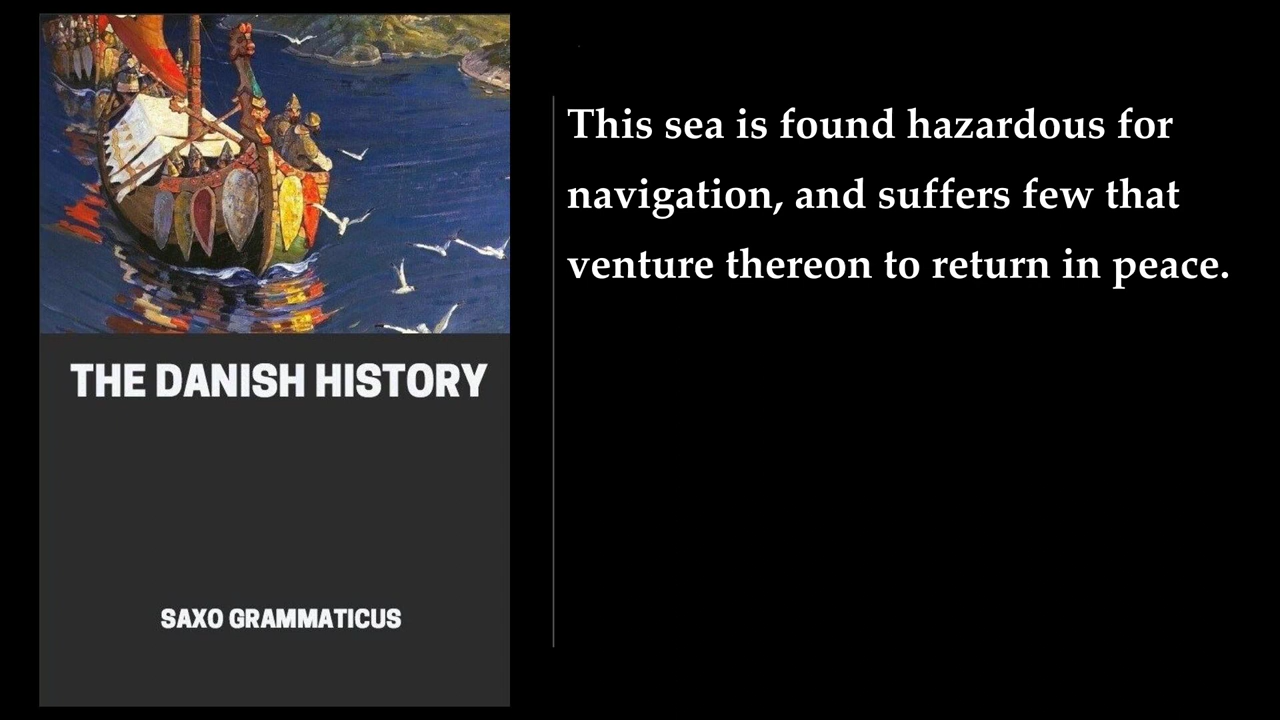 THE DANISH HISTORY
SAXO GRAMMATICUS
This sea is found hazardous for
navigation, and suffers few that
venture thereon to return in peace.